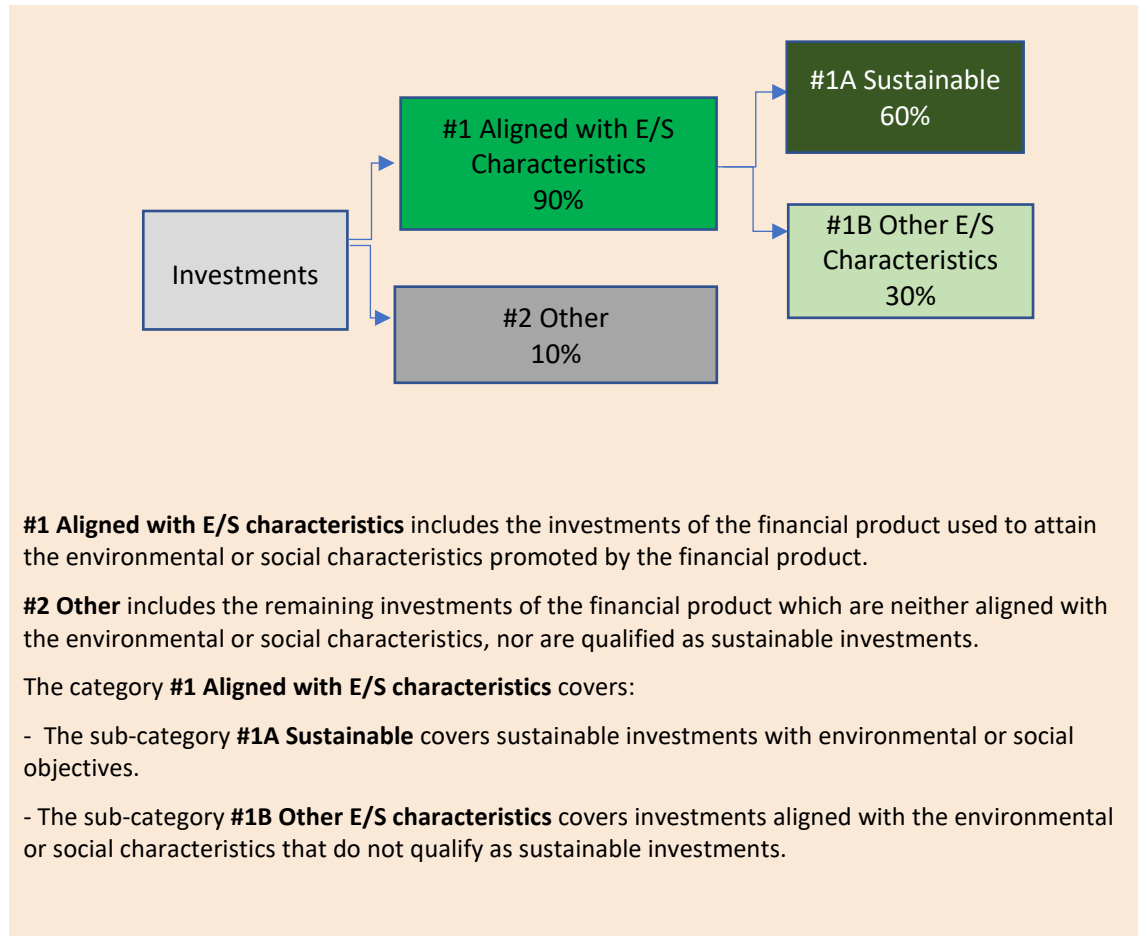 #1A Sustainable
60%
#1 Aligned with E/S
Characteristics
90%
#1B Other E/S
Characteristics
30%
Investments
#2 Other
10%
#1 Aligned with E/S characteristics includes the investments of the financial product used to attain
the environmental or social characteristics promoted by the financial product.
#2 Other includes the remaining investments of the financial product which are neither aligned with
the environmental or social characteristics, nor are qualified as sustainable investments.
The category #1 Aligned with E/S characteristics covers:
- The sub-category #1A Sustainable covers sustainable investments with environmental or social
objectives.
- The sub-category #1B Other E/S characteristics covers investments aligned with the environmental
or social characteristics that do not qualify as sustainable investments.